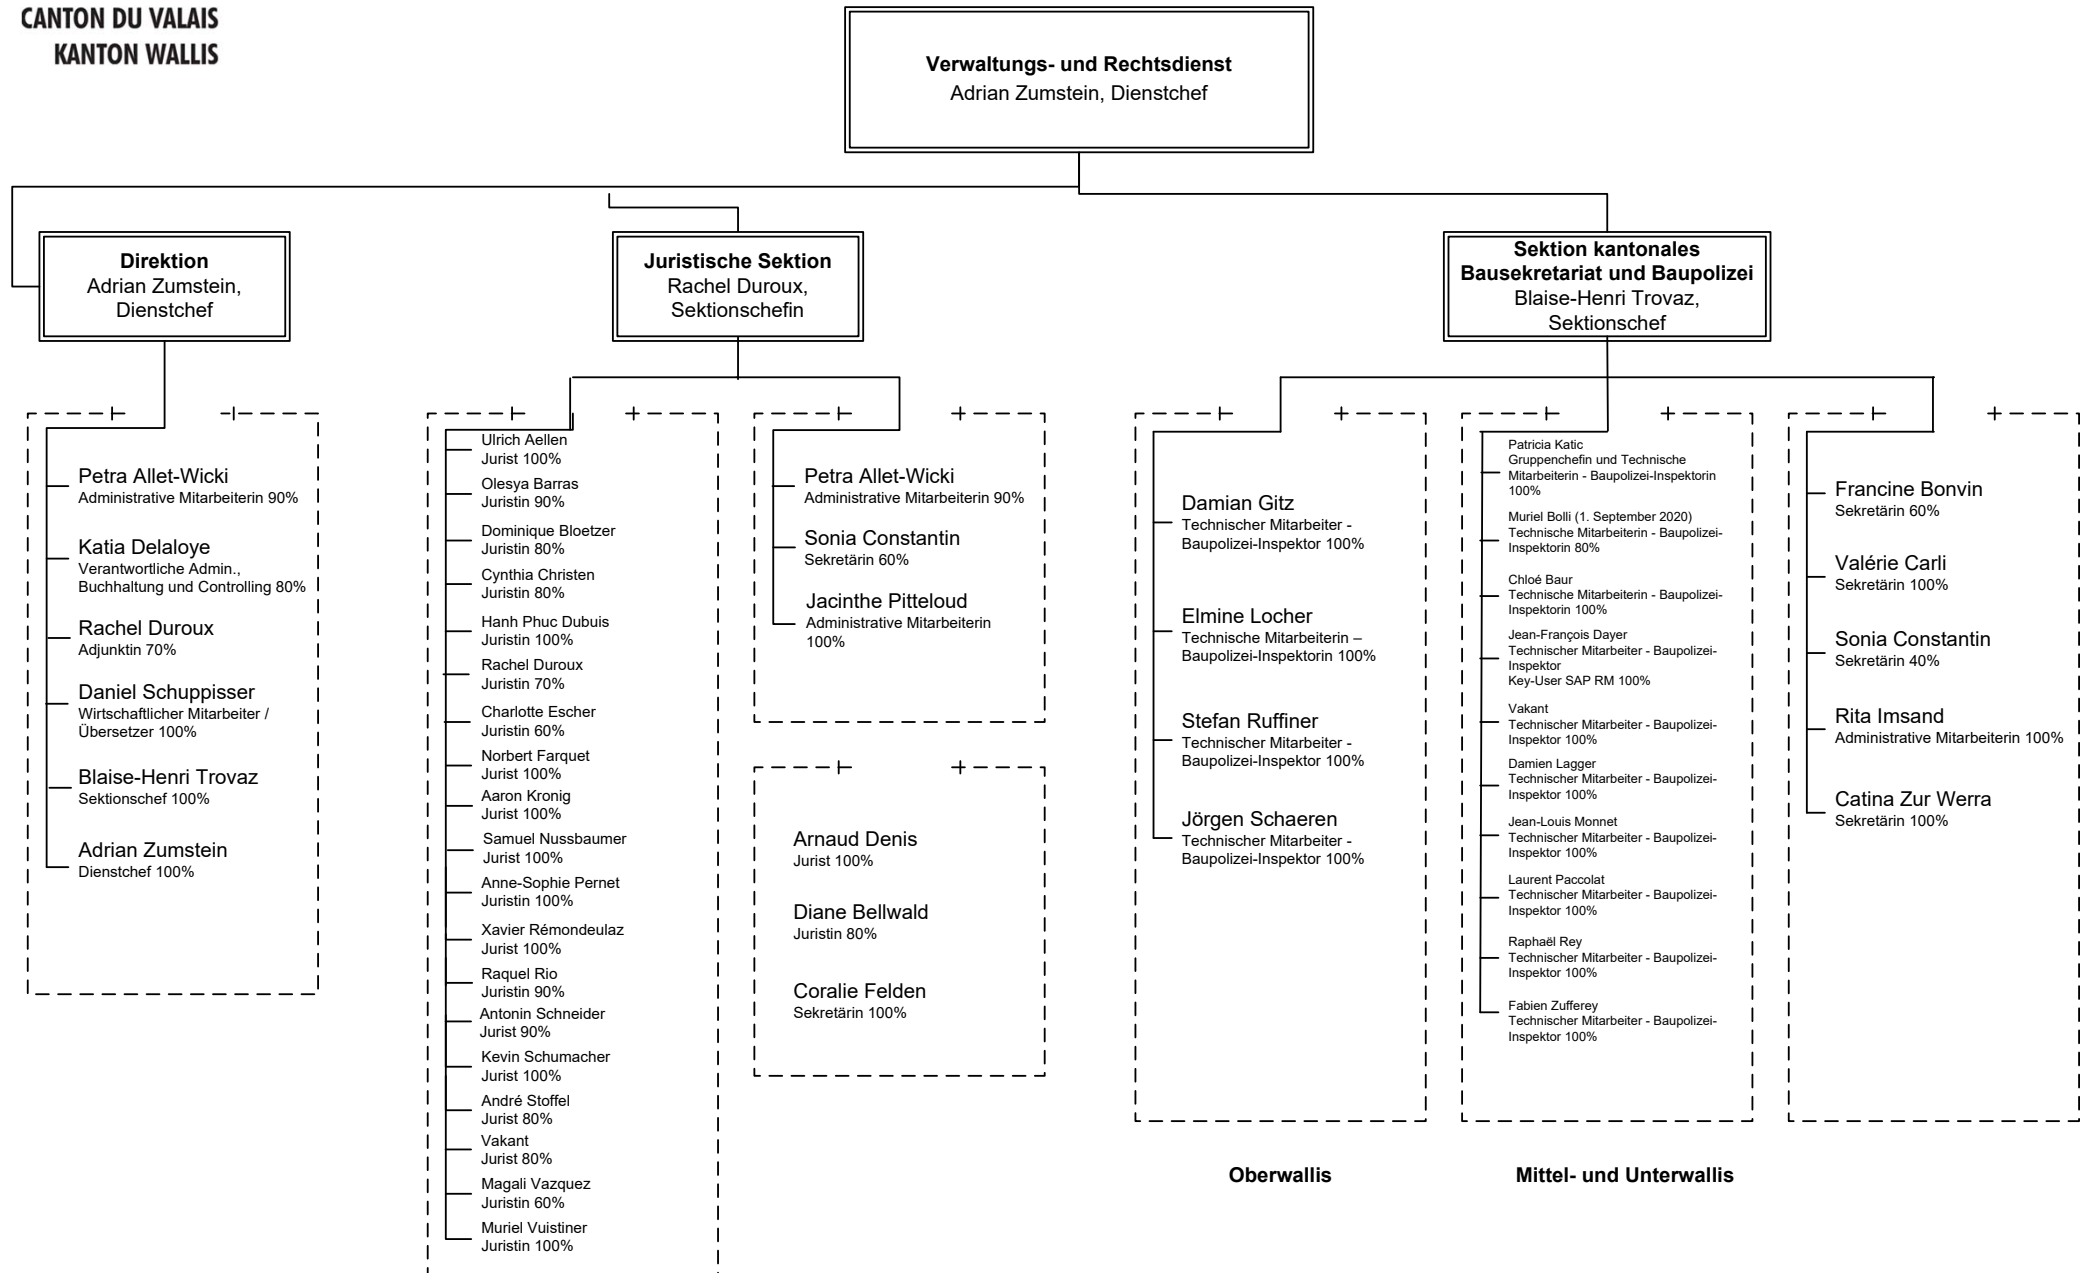 CANTON DU VALAIS
KANTON WALLIS
Verwaltungs- und Rechtsdienst
Adrian Zumstein, Dienstchef
Direktion
Adrian Zumstein,
Dienstchef
Juristische Sektion
Rachel Duroux,
Sektionschefin
Sektion kantonales
Bausekretariat und Baupolizei
Blaise-Henri Trovaz,
Sektionschef
Petra Allet-Wicki
Administrative Mitarbeiterin 90%
Katia Delaloye
Verantwortliche Admin.,
Buchhaltung und Controlling 80%
Rachel Duroux
Adjunktin 70%
Daniel Schuppisser
Wirtschaftlicher Mitarbeiter /
Übersetzer 100%
Blaise-Henri Trovaz
Sektionschef 100%
Adrian Zumstein
Dienstchef 100%
Ulrich Aellen
Jurist 100%
Olesya Barras
Juristin 90%
Dominique Bloetzer
Juristin 80%
Cynthia Christen
Juristin 80%
Hanh Phuc Dubuis
Juristin 100%
Rachel Duroux
Juristin 70%
Charlotte Escher
Juristin 60%
Norbert Farquet
Jurist 100%
Aaron Kronig
Jurist 100%
Samuel Nussbaumer
Jurist 100%
Anne-Sophie Pernet
Juristin 100%
Xavier Rémondeulaz
Jurist 100%
Raquel Rio
Juristin 90%
Antonin Schneider
Jurist 90%
Kevin Schumacher
Jurist 100%
André Stoffel
Jurist 80%
Vakant
Jurist 80%
Magali Vazquez
Juristin 60%
Muriel Vuistiner
Juristin 100%
Petra Allet-Wicki
Administrative Mitarbeiterin 90%
Sonia Constantin
Sekretärin 60%
Jacinthe Pitteloud
Administrative Mitarbeiterin
100%
Arnaud Denis
Jurist 100%
Diane Bellwald
Juristin 80%
Coralie Felden
Sekretärin 100%
Damian Gitz
Technischer Mitarbeiter -
Baupolizei-Inspektor 100%
Elmine Locher
Technische Mitarbeiterin –
Baupolizei-Inspektorin 100%
Stefan Ruffiner
Technischer Mitarbeiter -
Baupolizei-Inspektor 100%
Jörgen Schaeren
Technischer Mitarbeiter -
Baupolizei-Inspektor 100%
Oberwallis
Patricia Katic
Gruppenchefin und Technische
Mitarbeiterin - Baupolizei-Inspektorin
100%
Muriel Bolli (1. September 2020)
Technische Mitarbeiterin - Baupolizei-
Inspektorin 80%
Chloé Baur
Technische Mitarbeiterin - Baupolizei-
Inspektorin 100%
Jean-François Dayer
Technischer Mitarbeiter - Baupolizei-
Inspektor
Key-User SAP RM 100%
Vakant
Technischer Mitarbeiter - Baupolizei-
Inspektor 100%
Damien Lagger
Technischer Mitarbeiter - Baupolizei-
Inspektor 100%
Jean-Louis Monnet
Technischer Mitarbeiter - Baupolizei-
Inspektor 100%
Laurent Paccolat
Technischer Mitarbeiter - Baupolizei-
Inspektor 100%
Raphaël Rey
Technischer Mitarbeiter - Baupolizei-
Inspektor 100%
Fabien Zufferey
Technischer Mitarbeiter - Baupolizei-
Inspektor 100%
Mittel- und Unterwallis
Francine Bonvin
Sekretärin 60%
Valérie Carli
Sekretärin 100%
Sonia Constantin
Sekretärin 40%
Rita Imsand
Administrative Mitarbeiterin 100%
Catina Zur Werra
Sekretärin 100%